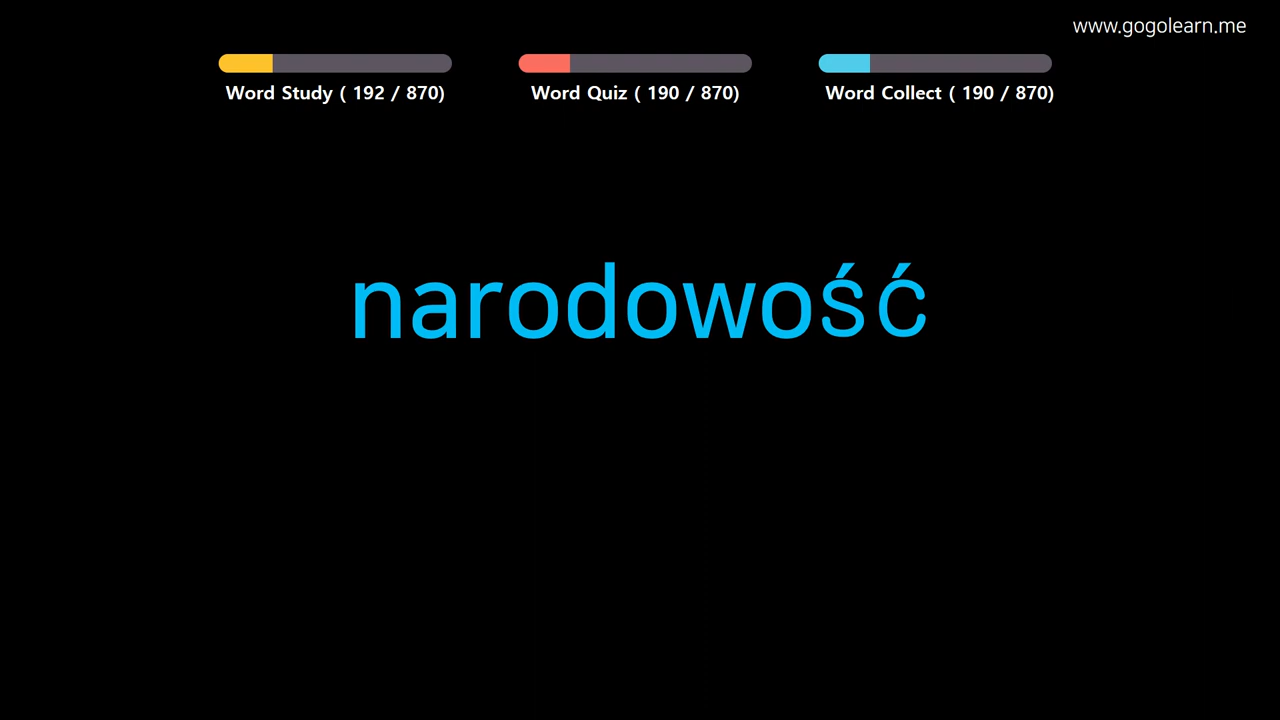 www.gogolearn.me
Word Study ( 192 / 870)
Word Quiz ( 190 / 870)
Word Collect ( 190 / 870)
narodowość